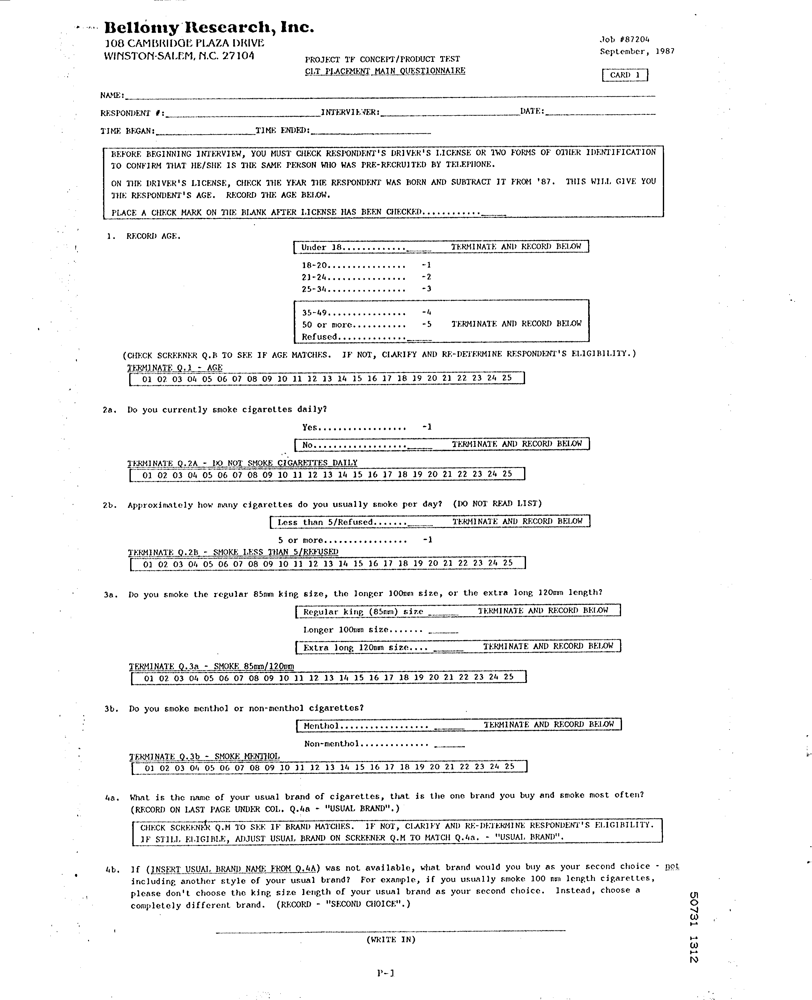 Bellomy Research, Inc.
108 CAMBRIDGE PLAZA DRIVE
WINSTON-SALEM, N.C. 27104
Job #87204
September, 1987
PROJECT TF CONCEPT/PRODUCT TEST
CLT PLACEMENT MAIN QUESTIONNAIRE
CARD 1
NAME:
RESPONDENT #: INTERVIEWER: DATE:
TIME BEGAN: TIME ENDED:
BEFORE BEGINNING INTERVIEW, YOU MUST CHECK RESPONDENT'S DRIVER'S LICENSE OR TWO FORMS OF OTHER IDENTIFICATION
TO CONFIRM THAT HE/SHE IS THE SAME PERSON WHO WAS PRE-RECRUITED BY TELEPHONE.
ON THE DRIVER'S LICENSE, CHECK THE YEAR THE RESPONDENT WAS BORN AND SUBTRACT IT FROM '87. THIS WILL GIVE YOU
THE RESPONDENT'S AGE. RECORD THE AGE BELOW.
PLACE A CHECK MARK ON THE BLANK AFTER LICENSE HAS BEEN CHECKED............
1. RECORD AGE.
Under 18............. TERMINATE AND RECORD BELOW
18-20............... -1
21-24............... -2
25-34............... -3
35-49............... -4
50 or more.......... -5 TERMINATE AND RECORD BELOW
Refused.............
(CHECK SCREENER Q.B TO SEE IF AGE MATCHES. IF NOT, CLARIFY AND RE-DETERMINE RESPONDENT'S ELIGIBILITY.)
TERMINATE Q.1 - AGE
01 02 03 04 05 06 07 08 09 10 11 12 13 14 15 16 17 18 19 20 21 22 23 24 25
2a. Do you currently smoke cigarettes daily?
Yes................. -1
No................... TERMINATE AND RECORD BELOW
TERMINATE Q.2A - DO NOT SMOKE CIGARETTES DAILY
01 02 03 04 05 06 07 08 09 10 11 12 13 14 15 16 17 18 19 20 21 22 23 24 25
2b. Approximately how many cigarettes do you usually smoke per day? (DO NOT READ LIST)
Less than 5/Refused....... TERMINATE AND RECORD BELOW
5 or more................ -1
TERMINATE Q.2B - SMOKE LESS THAN 5/REFUSED
01 02 03 04 05 06 07 08 09 10 11 12 13 14 15 16 17 18 19 20 21 22 23 24 25
3a. Do you smoke the regular 85mm king size, the longer 100mm size, or the extra long 120mm length?
Regular king (85mm) size TERMINATE AND RECORD BELOW
Longer 100mm size.......
Extra long 120mm size.... TERMINATE AND RECORD BELOW
TERMINATE Q.3a - SMOKE 85mm/120mm
01 02 03 04 05 06 07 08 09 10 11 12 13 14 15 16 17 18 19 20 21 22 23 24 25
3b. Do you smoke menthol or non-menthol cigarettes?
Menthol................. TERMINATE AND RECORD BELOW
Non-menthol..............
TERMINATE Q.3b - SMOKE MENTHOL
01 02 03 04 05 06 07 08 09 10 11 12 13 14 15 16 17 18 19 20 21 22 23 24 25
4a. What is the name of your usual brand of cigarettes, that is the one brand you buy and smoke most often?
(RECORD ON LAST PAGE UNDER COL. Q.4a - "USUAL BRAND".)
CHECK SCREENER Q.M TO SEE IF BRAND MATCHES. IF NOT, CLARIFY AND RE-DETERMINE RESPONDENT'S ELIGIBILITY.
IF STILL ELIGIBLE, ADJUST USUAL BRAND ON SCREENER Q.M TO MATCH Q.4a. - "USUAL BRAND".
4b. If (INSERT USUAL BRAND NAME FROM Q.4A) was not available, what brand would you buy as your second choice - not
including another style of your usual brand? For example, if you usually smoke 100 mm length cigarettes,
please don't choose the king size length of your usual brand as your second choice. Instead, choose a
completely different brand. (RECORD - "SECOND CHOICE".)
(WRITE IN)
P-1
50731 1312